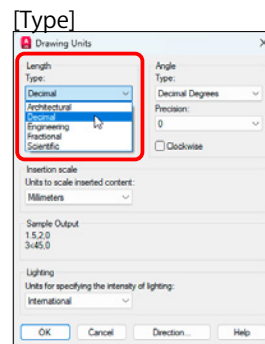 [Type]
Drawing Units
Length
Type:
Decimal
Architectural
Decimal
Engineering
Fractional
Scientific
Angle
Type:
Decimal Degrees
Precision:
0
Clockwise
Insertion scale
Units to scale inserted content:
Millimeters
Sample Output
1.5,2,0
3<45,0
Lighting
Units for specifying the intensity of lighting:
International
OK Cancel Direction... Help